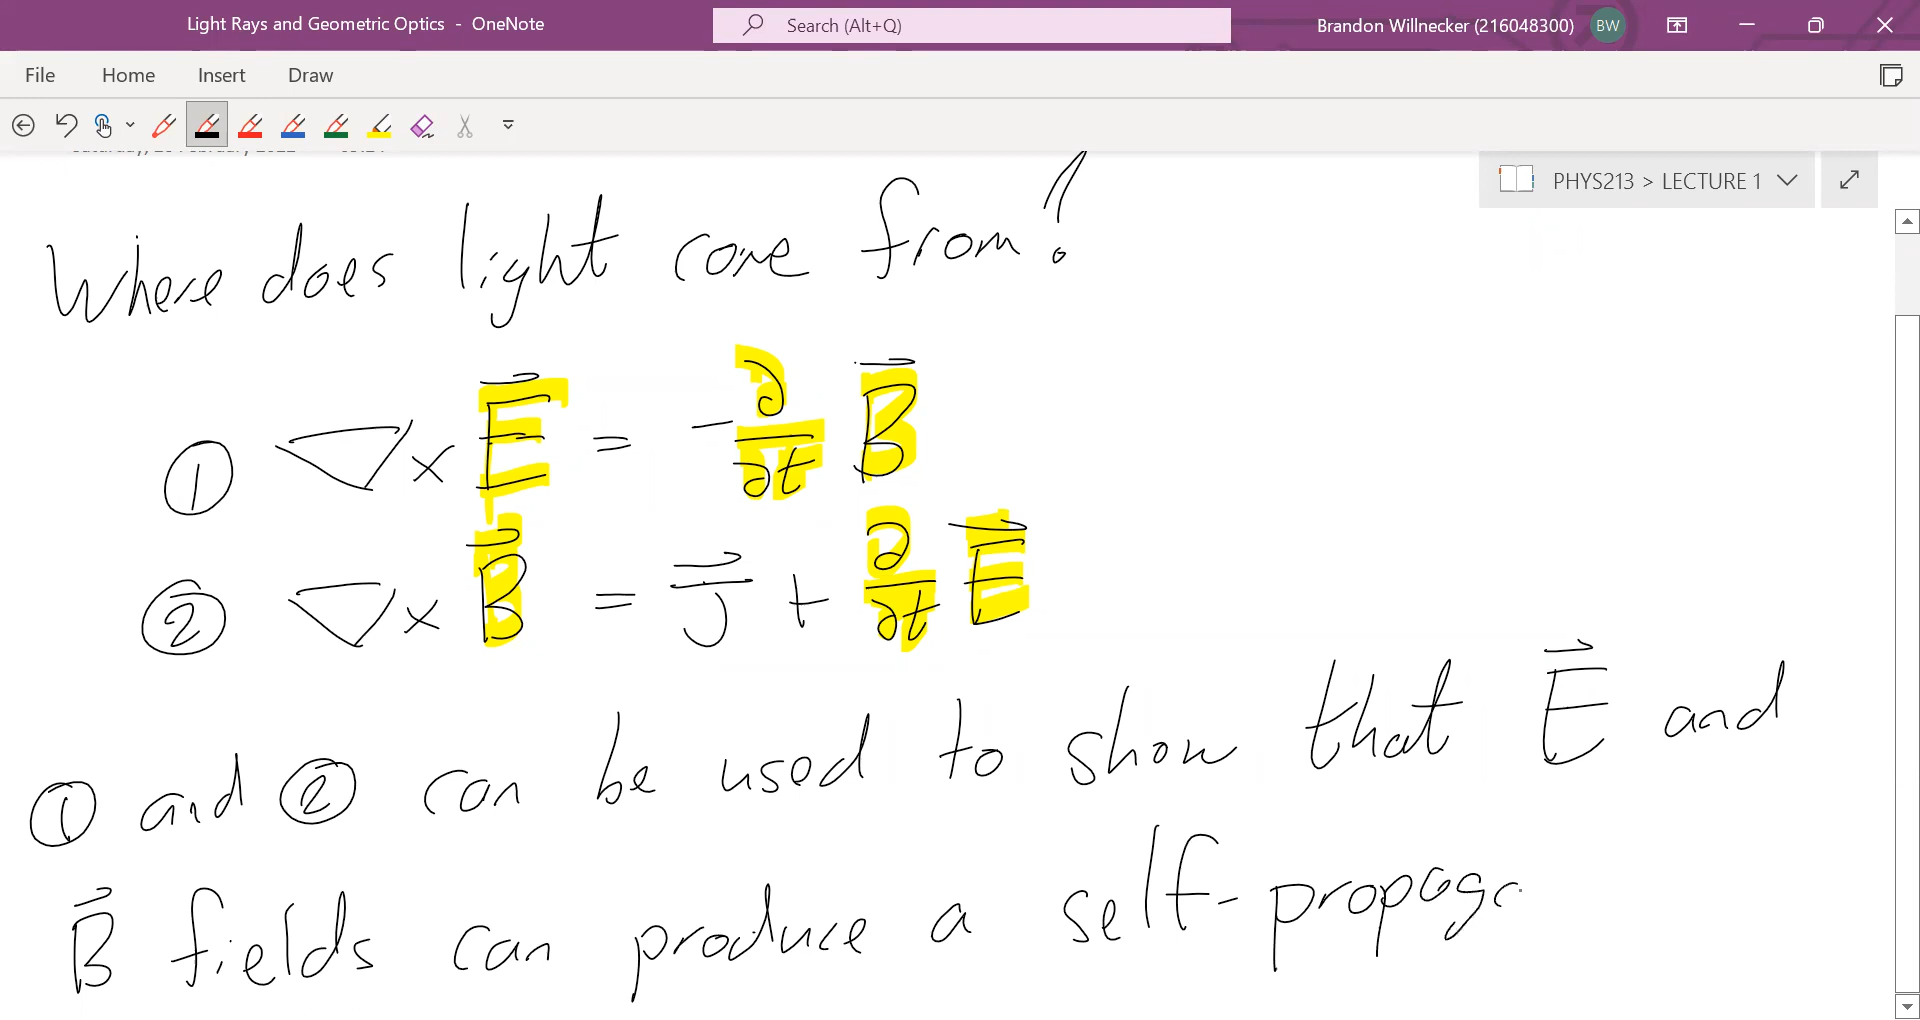 Light Rays and Geometric Optics - OneNote
Search (Alt+Q)
Brandon Willnecker (216048300)
BW
File Home Insert Draw
PHYS213 > LECTURE 1
Where does light come from?
① ∇ × E⃗ = - ∂/∂t B⃗
② ∇ × B⃗ = J⃗ + ∂/∂t E⃗
① and ② can be used to show that E⃗ and
B⃗ fields can produce a self-propag